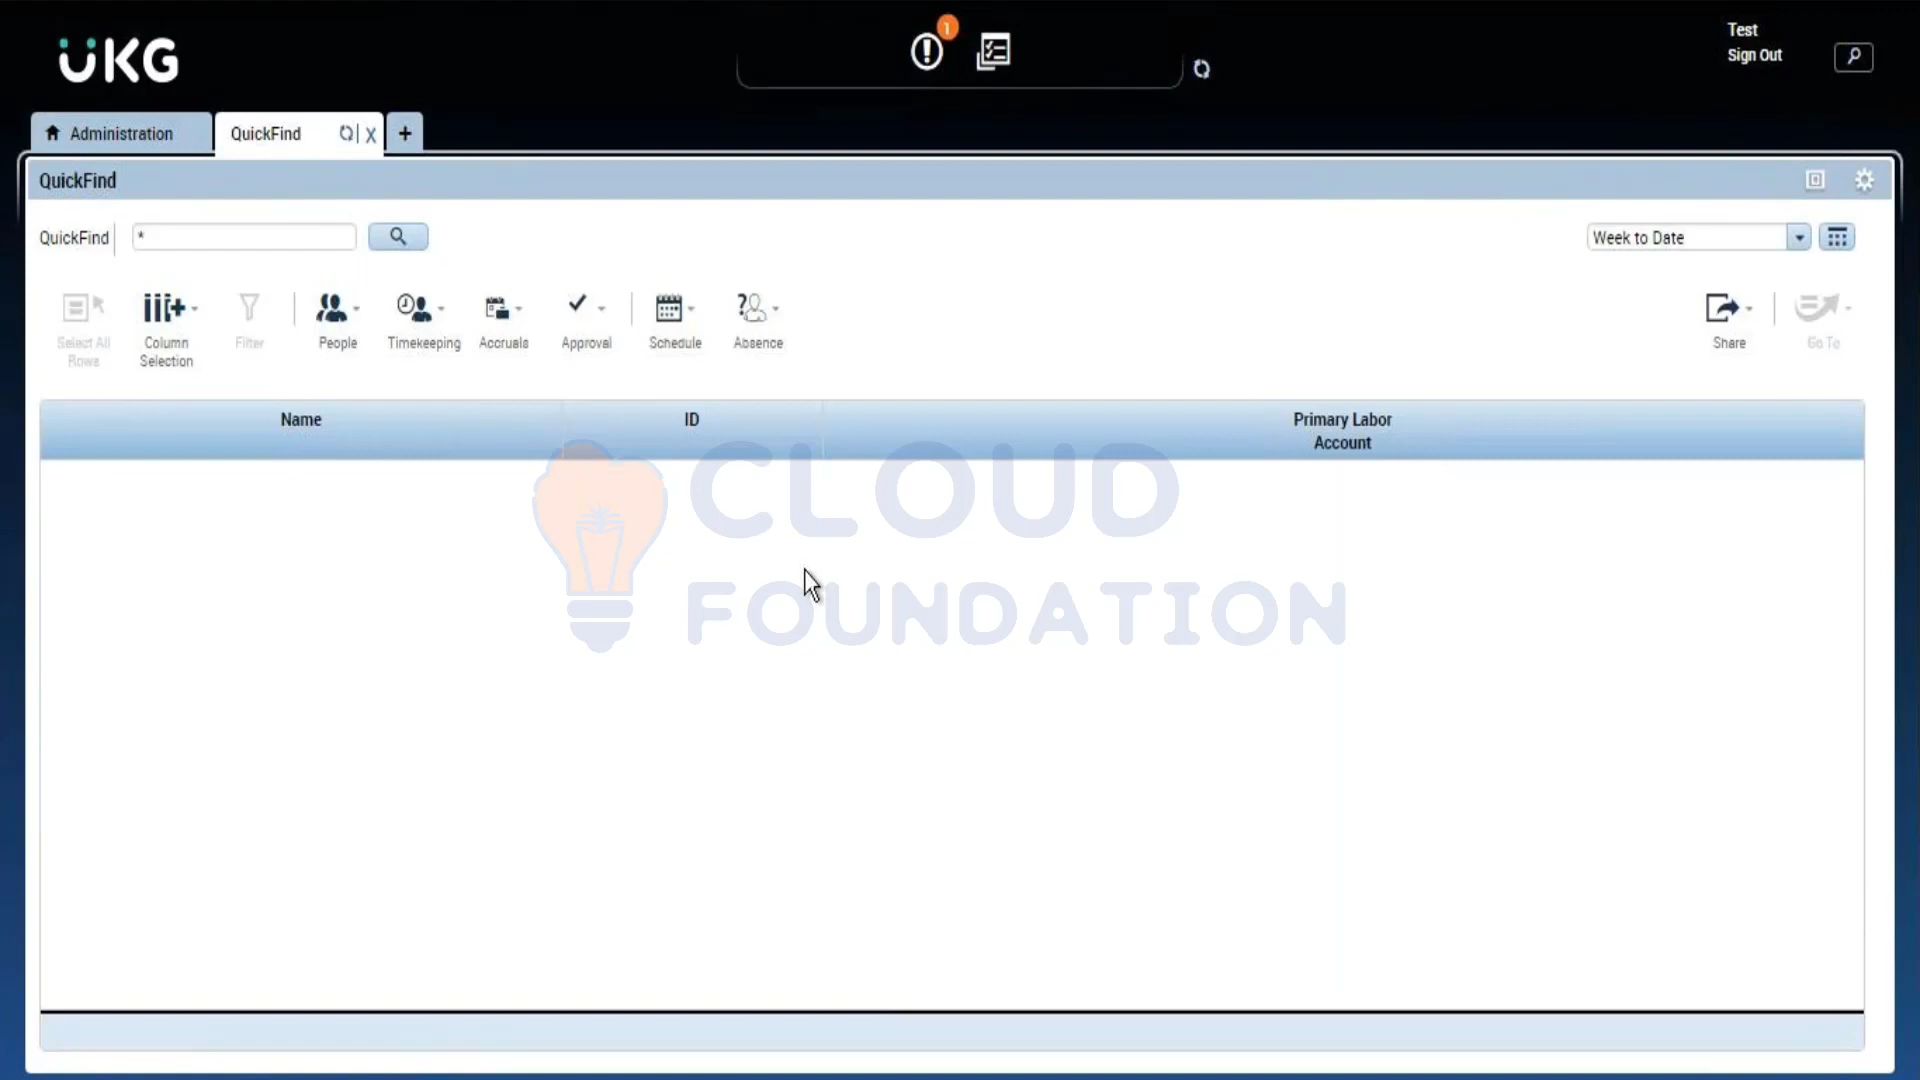 UKG
1
Test
Sign Out
Administration
QuickFind
X
+
QuickFind
QuickFind
*
Week to Date
Select All
Rows
Column
Selection
Filter
People
Timekeeping
Accruals
Approval
Schedule
Absence
Share
Go To
Name
ID
Primary Labor
Account
CLOUD
FOUNDATION